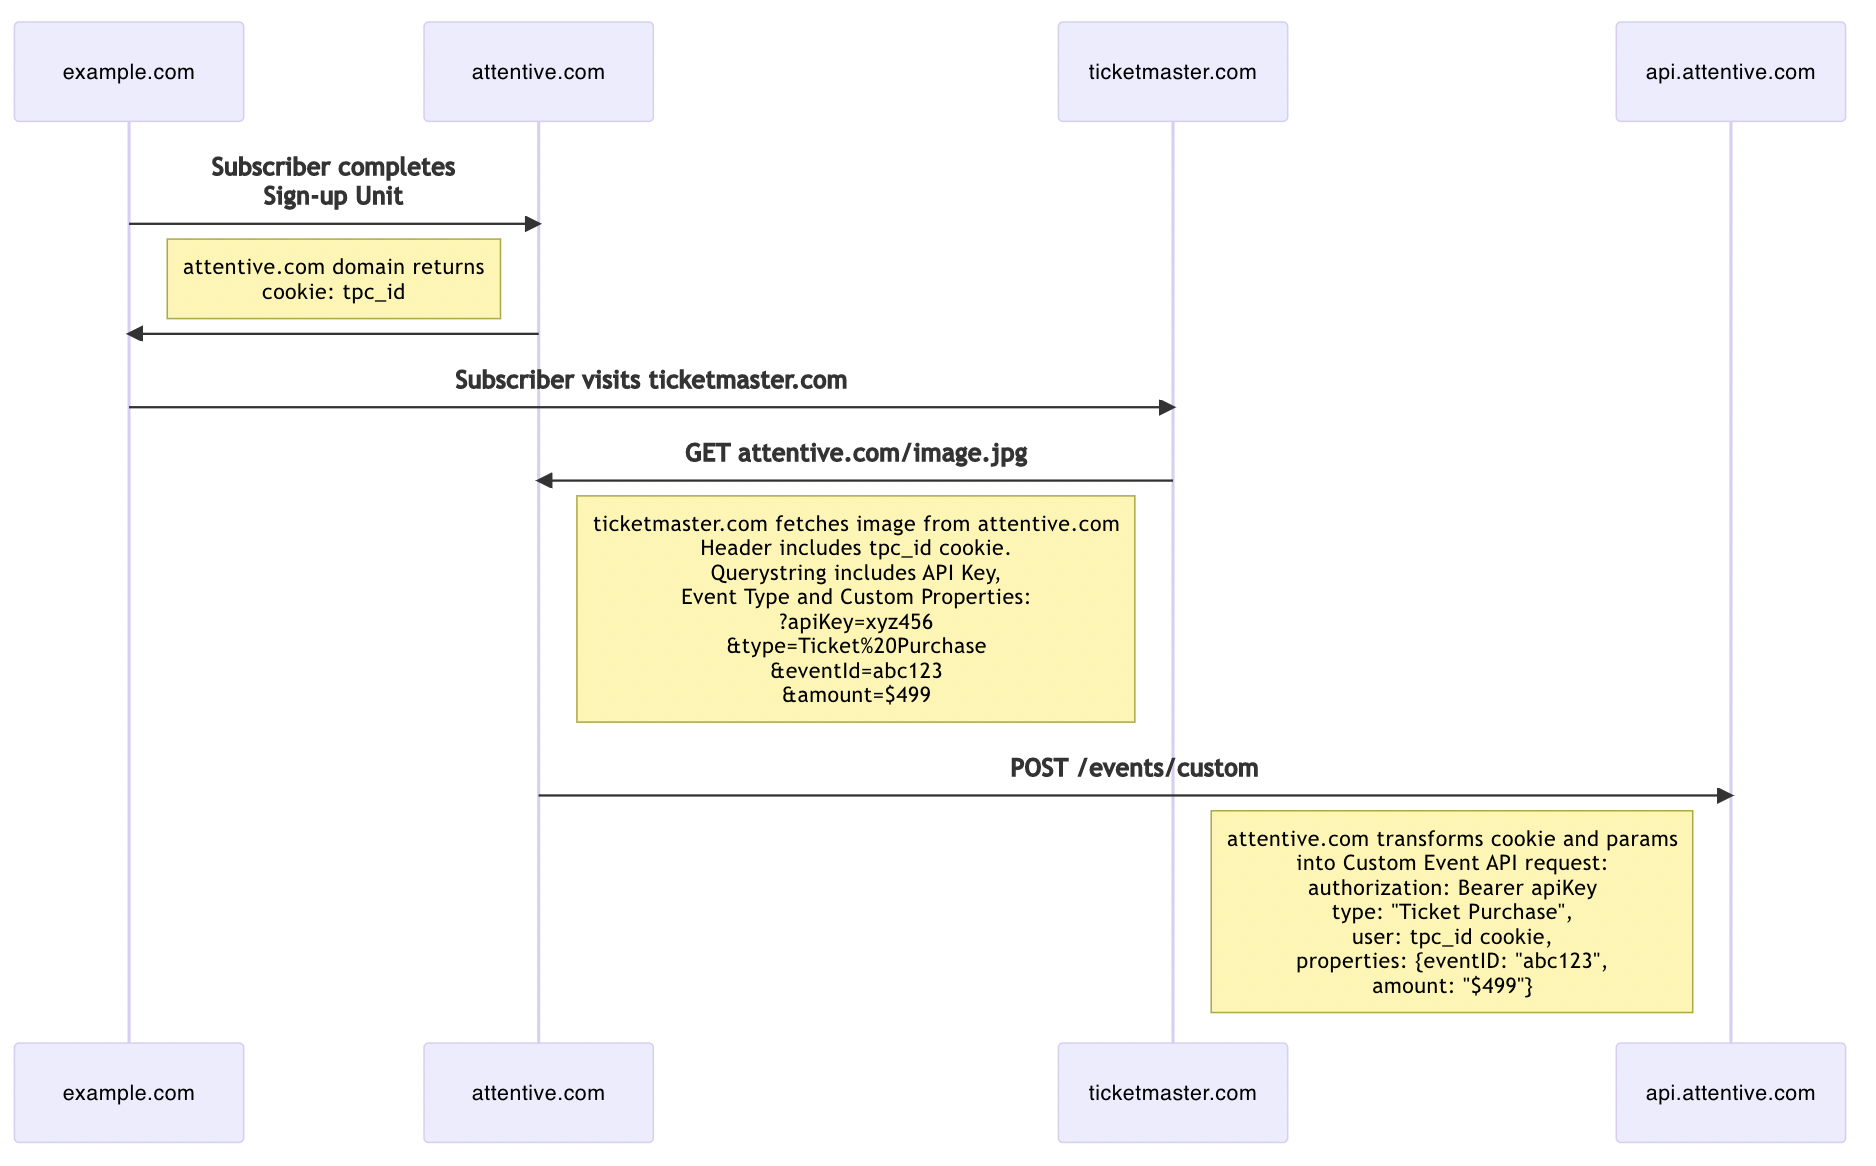 example.com
attentive.com
ticketmaster.com
api.attentive.com
Subscriber completes
Sign-up Unit
attentive.com domain returns
cookie: tpc_id
Subscriber visits ticketmaster.com
GET attentive.com/image.jpg
ticketmaster.com fetches image from attentive.com
Header includes tpc_id cookie.
Querystring includes API Key,
Event Type and Custom Properties:
?apiKey=xyz456
&type=Ticket%20Purchase
&eventId=abc123
&amount=$499
POST /events/custom
attentive.com transforms cookie and params
into Custom Event API request:
authorization: Bearer apiKey
type: "Ticket Purchase",
user: tpc_id cookie,
properties: {eventID: "abc123",
amount: "$499"}
example.com
attentive.com
ticketmaster.com
api.attentive.com